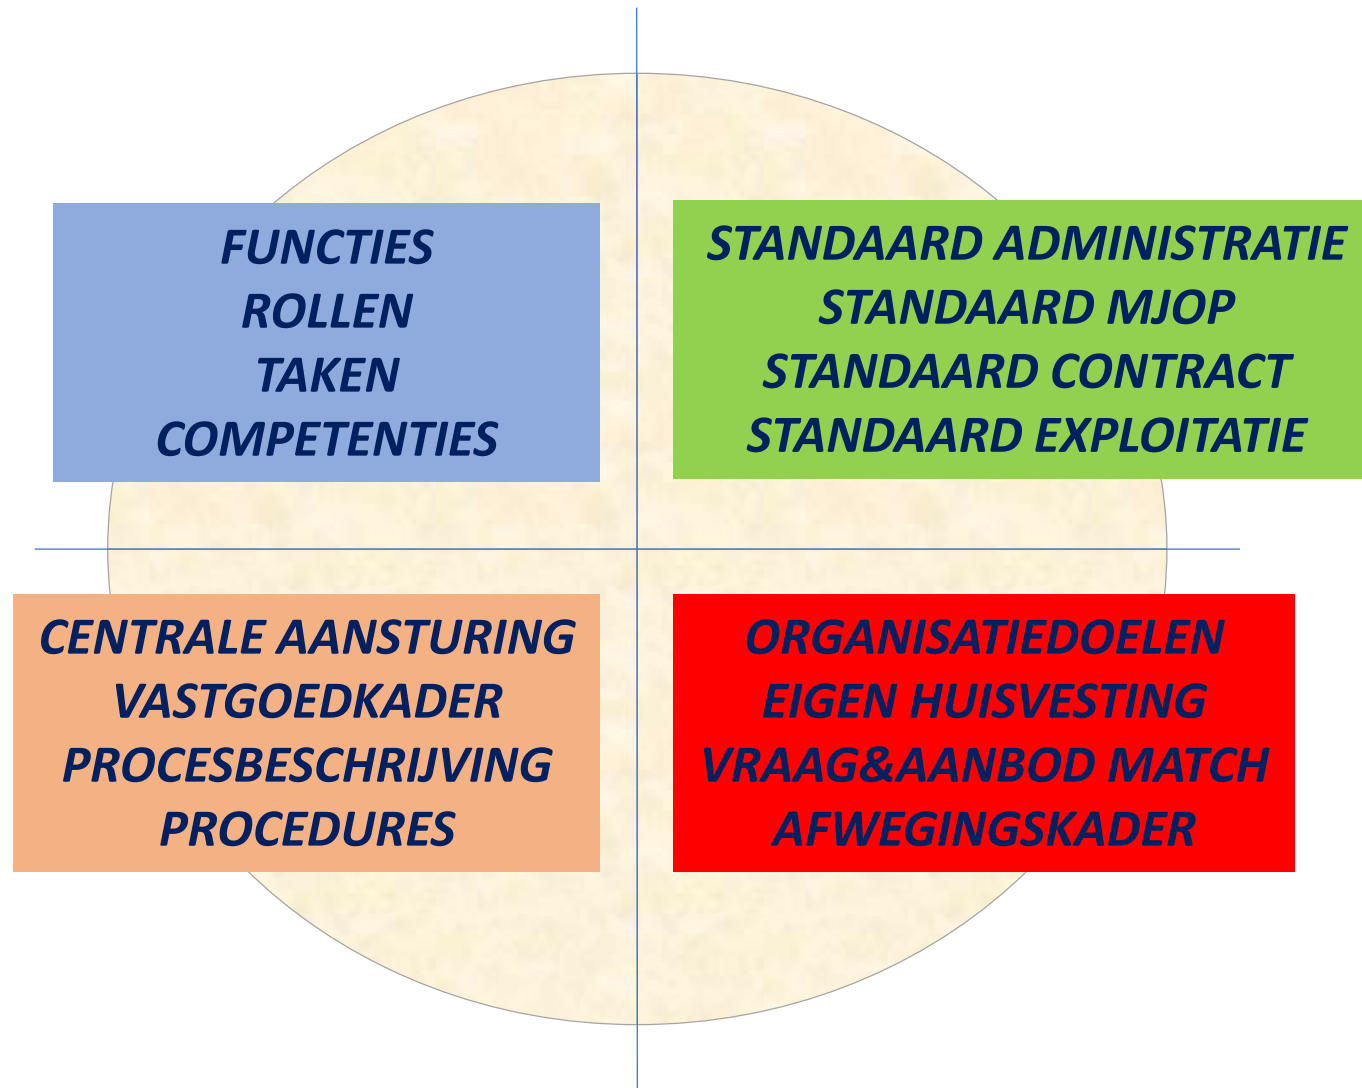 FUNCTIES
ROLLEN
TAKEN
COMPETENTIES
STANDAARD ADMINISTRATIE
STANDAARD MJOP
STANDAARD CONTRACT
STANDAARD EXPLOITATIE
CENTRALE AANSTURING
VASTGOEDKADER
PROCESBESCHRIJVING
PROCEDURES
ORGANISATIEDOELEN
EIGEN HUISVESTING
VRAAG&AANBOD MATCH
AFWEGINGSKADER